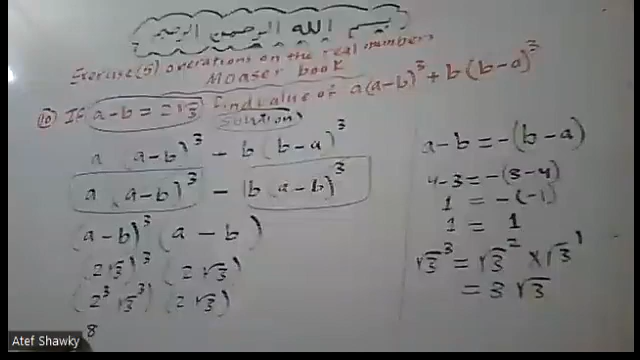 بسم الله الرحمن الرحيم
Exercise (5) operations on the real numbers
Moaser book
(10) If a-b = 2√3 find value of a(a-b)³ + b(b-a)³
Solution
a (a-b)³ - b (b-a)³
a (a-b)³ - (b (a-b)³
(a-b)³ (a - b)
(2√3)³ (2√3)
(2³ √3³) (2√3)
8
a-b = -(b-a)
4-3 = -(3-4)
1 = -(-1)
1 = 1
√3³ = √3² × √3¹
= 3√3
Atef Shawky